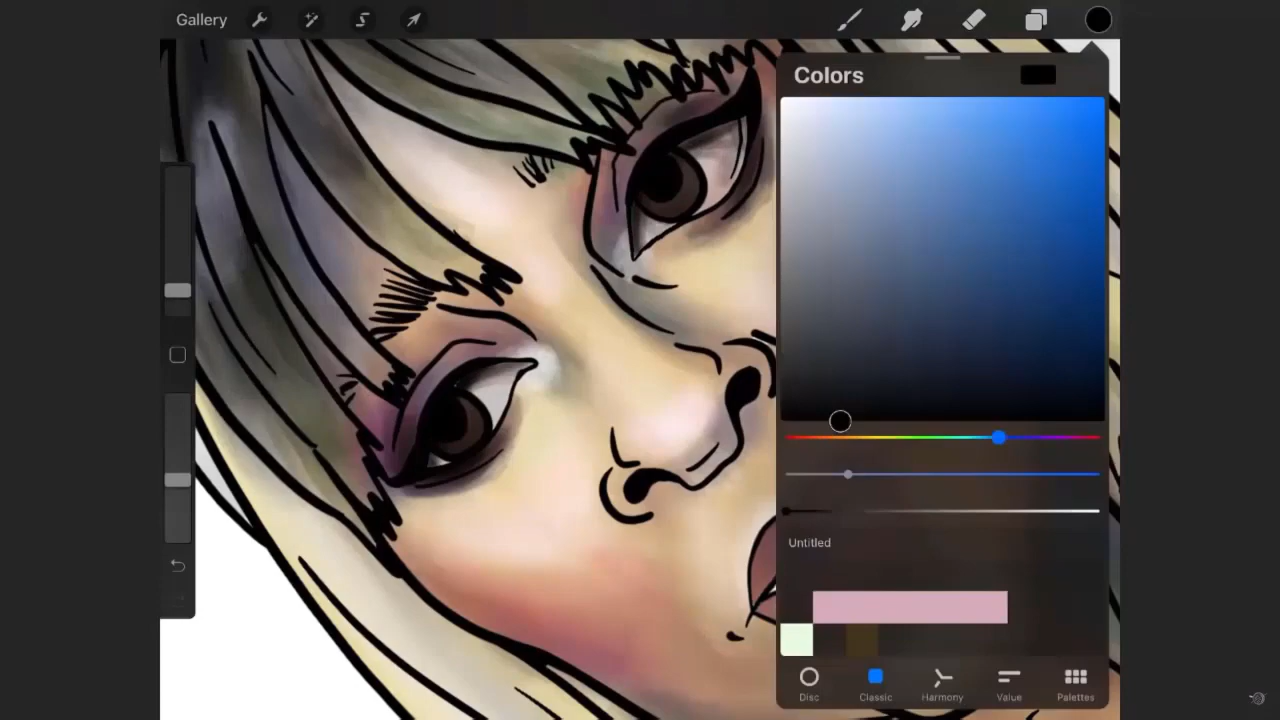 Gallery
Colors
Untitled
Disc
Classic
Harmony
Value
Palettes